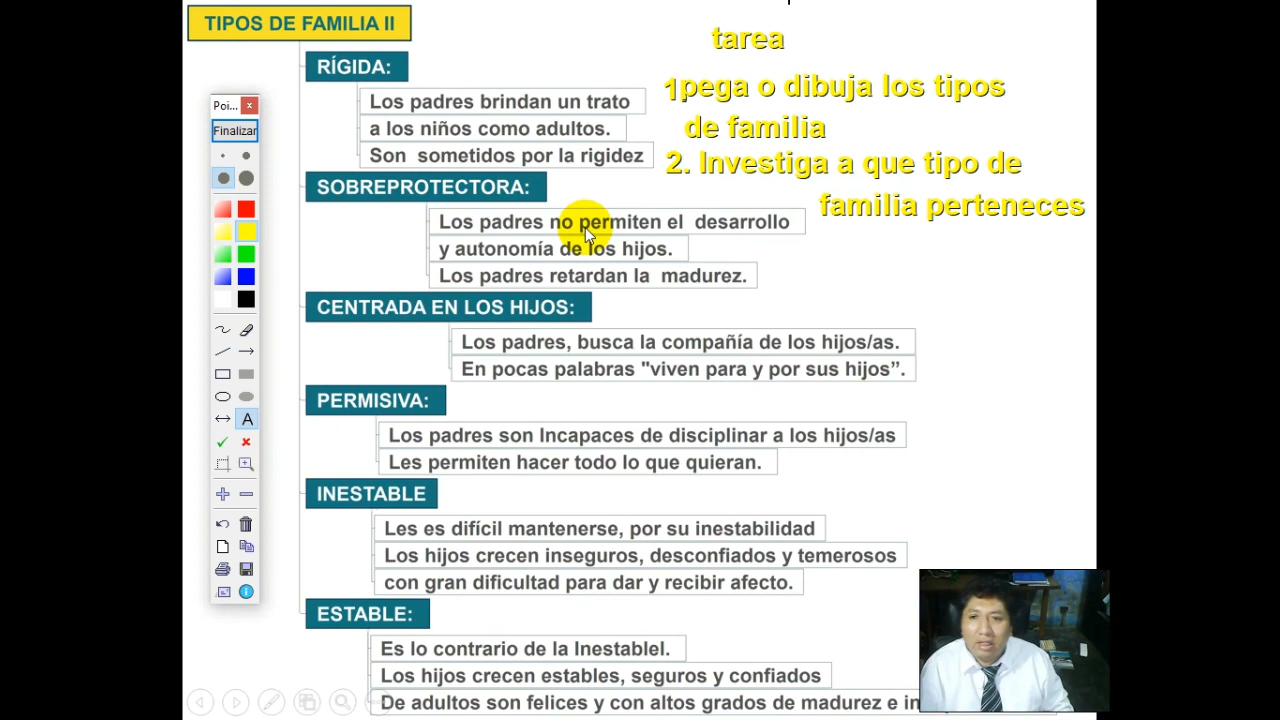 TIPOS DE FAMILIA II
tarea
RÍGIDA:
1.pega o dibuja los tipos
Los padres brindan un trato
Poi...
a los niños como adultos.
de familia
Finalizar
Son sometidos por la rigidez
2. Investiga a que tipo de
SOBREPROTECTORA:
familia perteneces
Los padres no permiten el desarrollo
y autonomía de los hijos.
Los padres retardan la madurez.
CENTRADA EN LOS HIJOS:
Los padres, busca la compañía de los hijos/as.
En pocas palabras "viven para y por sus hijos”.
PERMISIVA:
A
Los padres son Incapaces de disciplinar a los hijos/as
Les permiten hacer todo lo que quieran.
INESTABLE
Les es difícil mantenerse, por su inestabilidad
Los hijos crecen inseguros, desconfiados y temerosos
con gran dificultad para dar y recibir afecto.
ESTABLE:
Es lo contrario de la Inestablel.
Los hijos crecen estables, seguros y confiados
De adultos son felices y con altos grados de madurez e